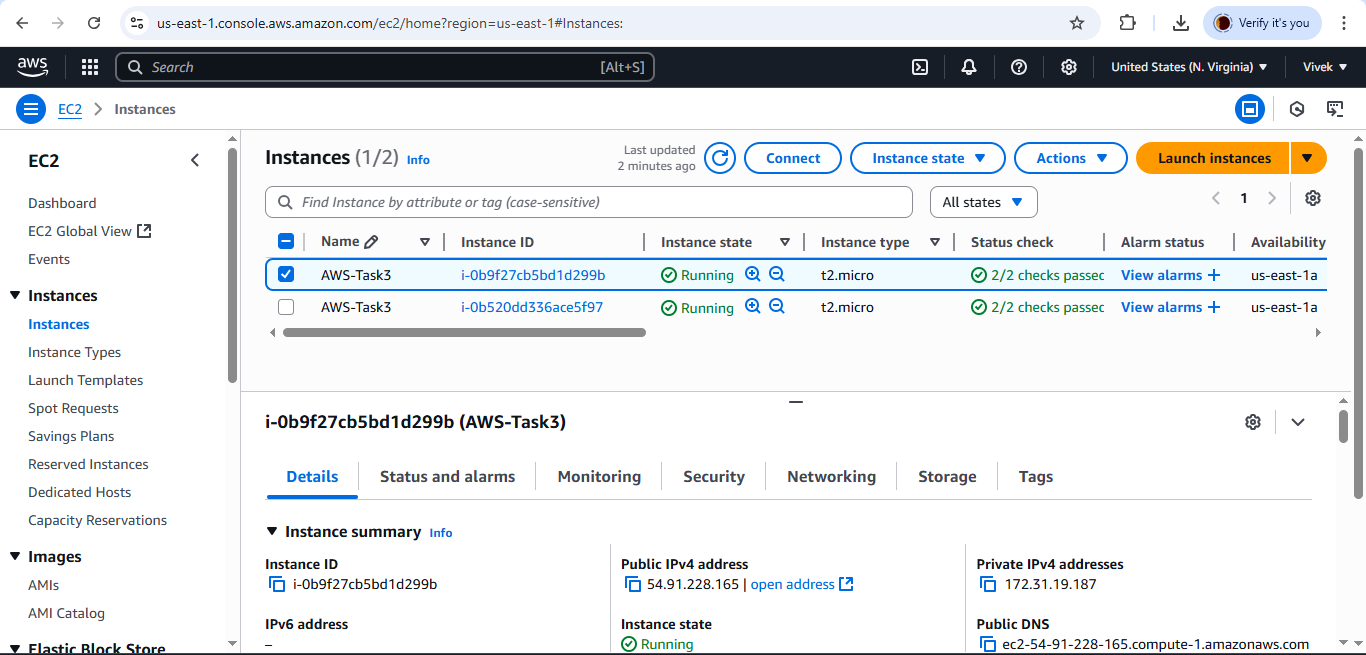 us-east-1.console.aws.amazon.com/ec2/home?region=us-east-1#Instances:
Verify it's you
aws
Search
[Alt+S]
United States (N. Virginia)
Vivek
EC2
Instances
EC2
Dashboard
EC2 Global View
Events
Instances
Instances
Instance Types
Launch Templates
Spot Requests
Savings Plans
Reserved Instances
Dedicated Hosts
Capacity Reservations
Images
AMIs
AMI Catalog
Elastic Block Store
Instances (1/2) Info
Last updated
2 minutes ago
Connect
Instance state
Actions
Launch instances
Find Instance by attribute or tag (case-sensitive)
All states
1
Name Instance ID Instance state Instance type Status check Alarm status Availability
AWS-Task3 i-0b9f27cb5bd1d299b Running t2.micro 2/2 checks passec View alarms + us-east-1a
AWS-Task3 i-0b520dd336ace5f97 Running t2.micro 2/2 checks passec View alarms + us-east-1a
i-0b9f27cb5bd1d299b (AWS-Task3)
Details Status and alarms Monitoring Security Networking Storage Tags
Instance summary Info
Instance ID
i-0b9f27cb5bd1d299b
IPv6 address
–
Public IPv4 address
54.91.228.165 | open address
Instance state
Running
Private IPv4 addresses
172.31.19.187
Public DNS
ec2-54-91-228-165.compute-1.amazonaws.com